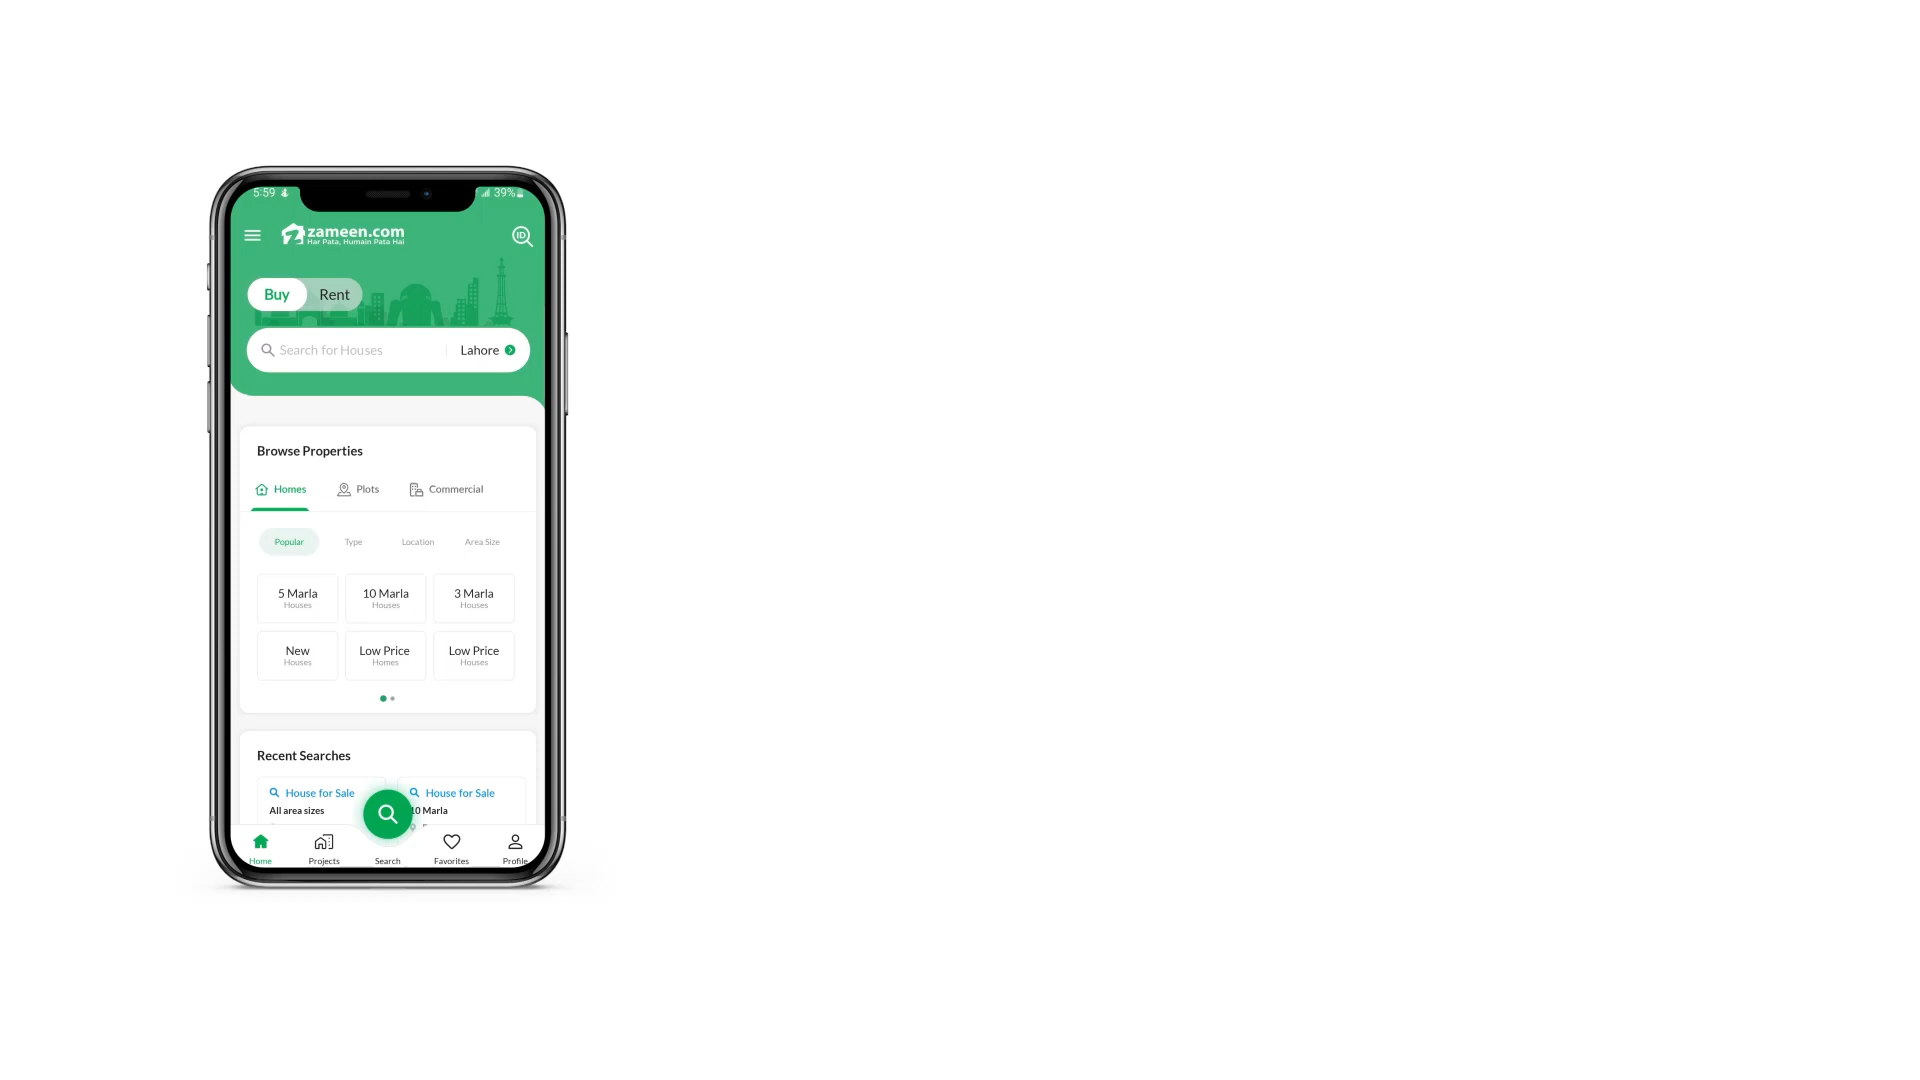 5:59
39%
zameen.com
Har Pata, Humain Pata Hai
ID
Buy Rent
Search for Houses Lahore
Browse Properties
Homes Plots Commercial
Popular Type Location Area Size
5 Marla 10 Marla 3 Marla
Houses Houses Houses
New Low Price Low Price
Houses Homes Houses
Recent Searches
House for Sale House for Sale
All area sizes 10 Marla
Home Projects Search Favorites Profile